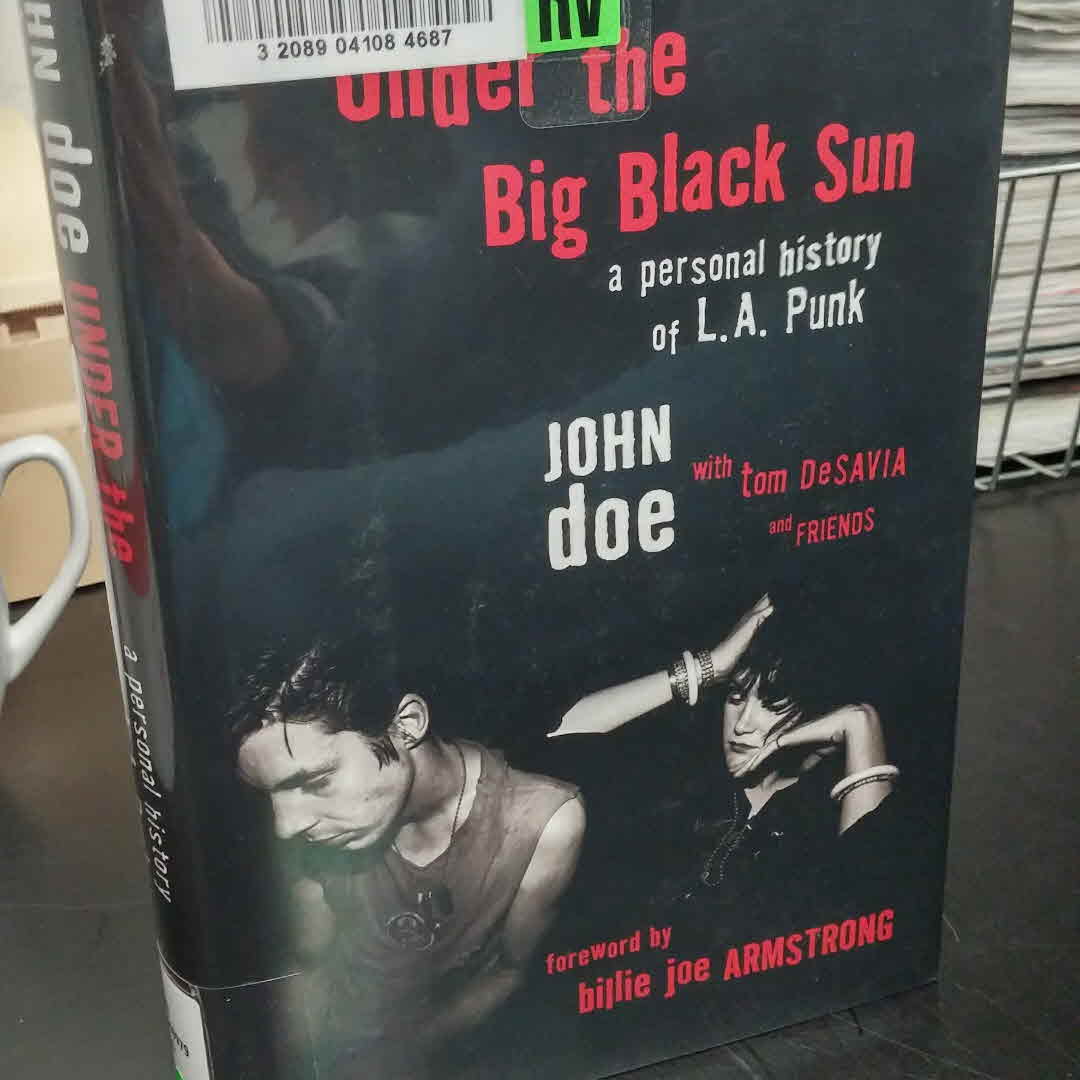 3 2089 04108 4687
RV
Under the
Big Black Sun
a personal history
of L.A. Punk
JOHN
doe
with tom DeSAVIA
and FRIENDS
foreword by
billie joe ARMSTRONG
doe UNDER the
a personal history